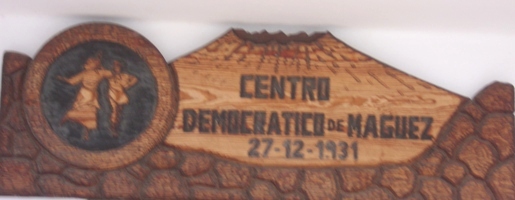 CENTRO
DEMOCRATICO DE MAGUEZ
27-12-1931